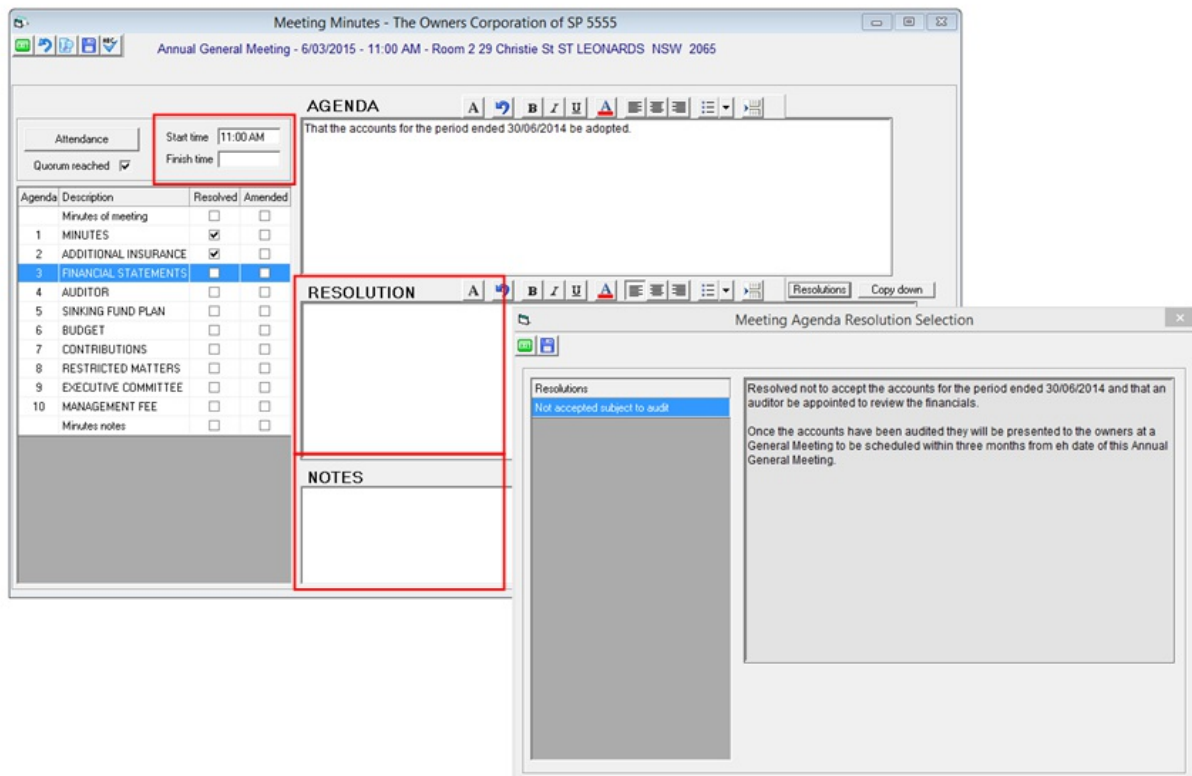 Meeting Minutes - The Owners Corporation of SP 5555
Annual General Meeting - 6/03/2015 - 11:00 AM - Room 2 29 Christie St ST LEONARDS NSW 2065
AGENDA
A B I U A
Attendance
Start time 11:00 AM
Quorum reached
Finish time
That the accounts for the period ended 30/06/2014 be adopted.
Agenda Description Resolved Amended
Minutes of meeting
1 MINUTES
2 ADDITIONAL INSURANCE
3 FINANCIAL STATEMENTS
4 AUDITOR
5 SINKING FUND PLAN
6 BUDGET
7 CONTRIBUTIONS
8 RESTRICTED MATTERS
9 EXECUTIVE COMMITTEE
10 MANAGEMENT FEE
Minutes notes
RESOLUTION
A B I U A
Resolutions Copy down
NOTES
Meeting Agenda Resolution Selection
Resolutions
Not accepted subject to audit
Resolved not to accept the accounts for the period ended 30/06/2014 and that an
auditor be appointed to review the financials.
Once the accounts have been audited they will be presented to the owners at a
General Meeting to be scheduled within three months from eh date of this Annual
General Meeting.